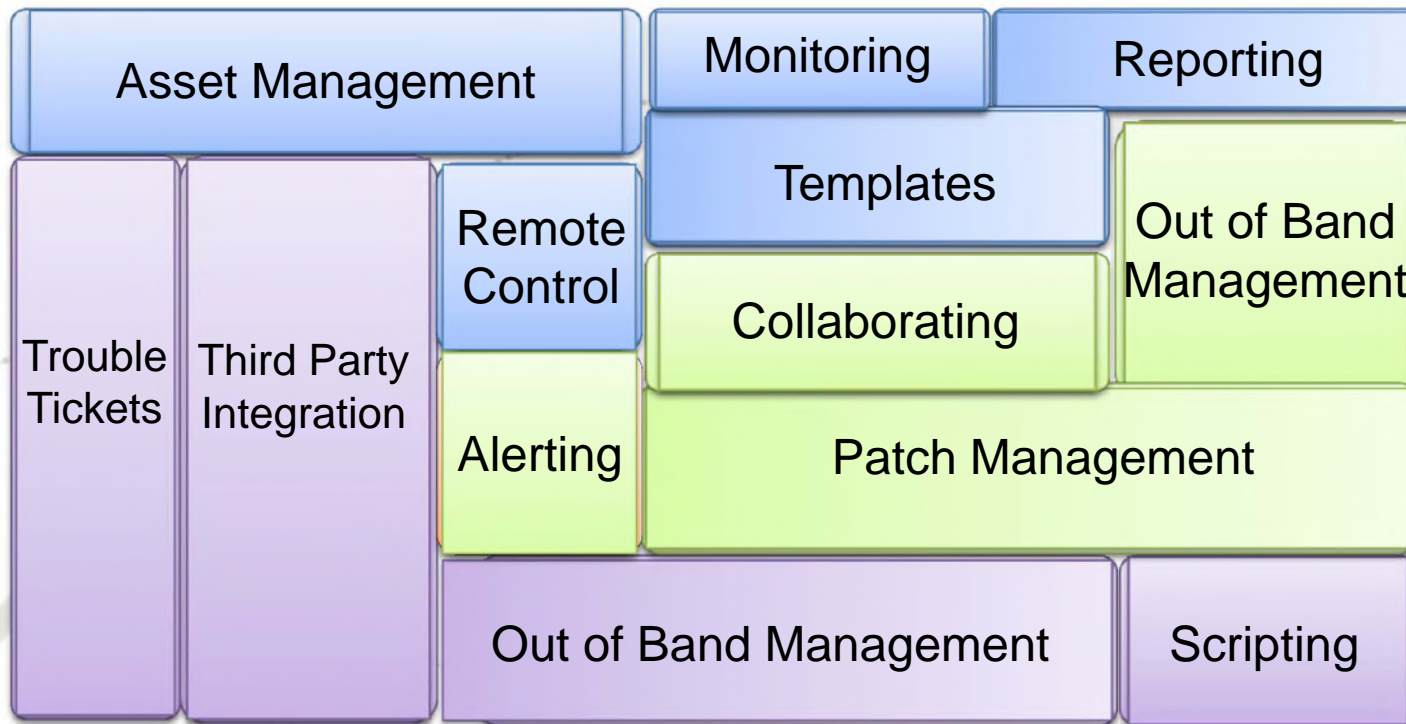 Asset Management
Monitoring
Reporting
Templates
Out of Band
Management
Remote
Control
Collaborating
Trouble
Tickets
Third Party
Integration
Alerting
Patch Management
Out of Band Management
Scripting